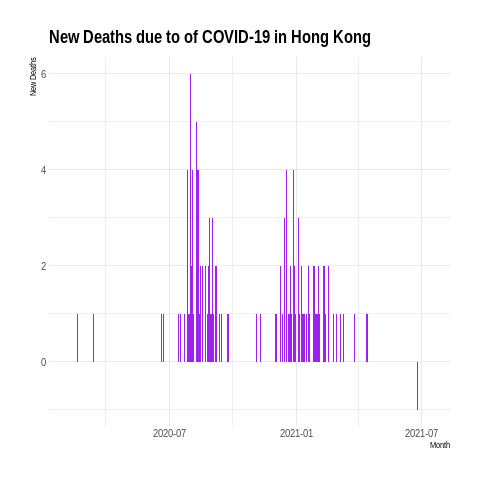 New Deaths due to of COVID-19 in Hong Kong
New Deaths
6
4
2
0
2020-07
2021-01
2021-07
Month